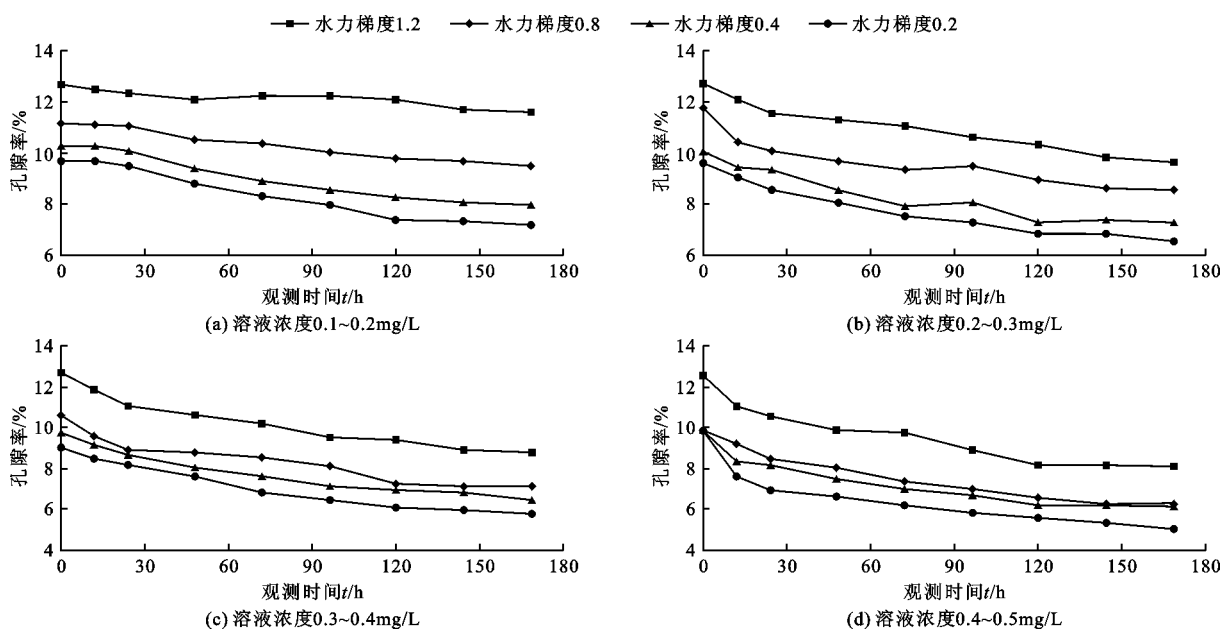 水力梯度1.2 水力梯度0.8 水力梯度0.4 水力梯度0.2
14
12
10
8
6
孔隙率/%
0 30 60 90 120 150 180
观测时间t/h
(a) 溶液浓度0.1~0.2mg/L
14
12
10
8
6
孔隙率/%
0 30 60 90 120 150 180
观测时间t/h
(b) 溶液浓度0.2~0.3mg/L
14
12
10
8
6
4
孔隙率/%
0 30 60 90 120 150 180
观测时间t/h
(c) 溶液浓度0.3~0.4mg/L
14
12
10
8
6
4
孔隙率/%
0 30 60 90 120 150 180
观测时间t/h
(d) 溶液浓度0.4~0.5mg/L